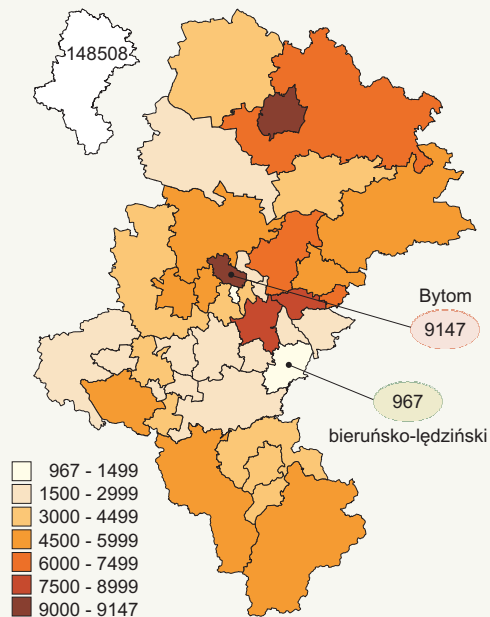 148508
Bytom
9147
967
bieruńsko-lędziński
967 - 1499
1500 - 2999
3000 - 4499
4500 - 5999
6000 - 7499
7500 - 8999
9000 - 9147